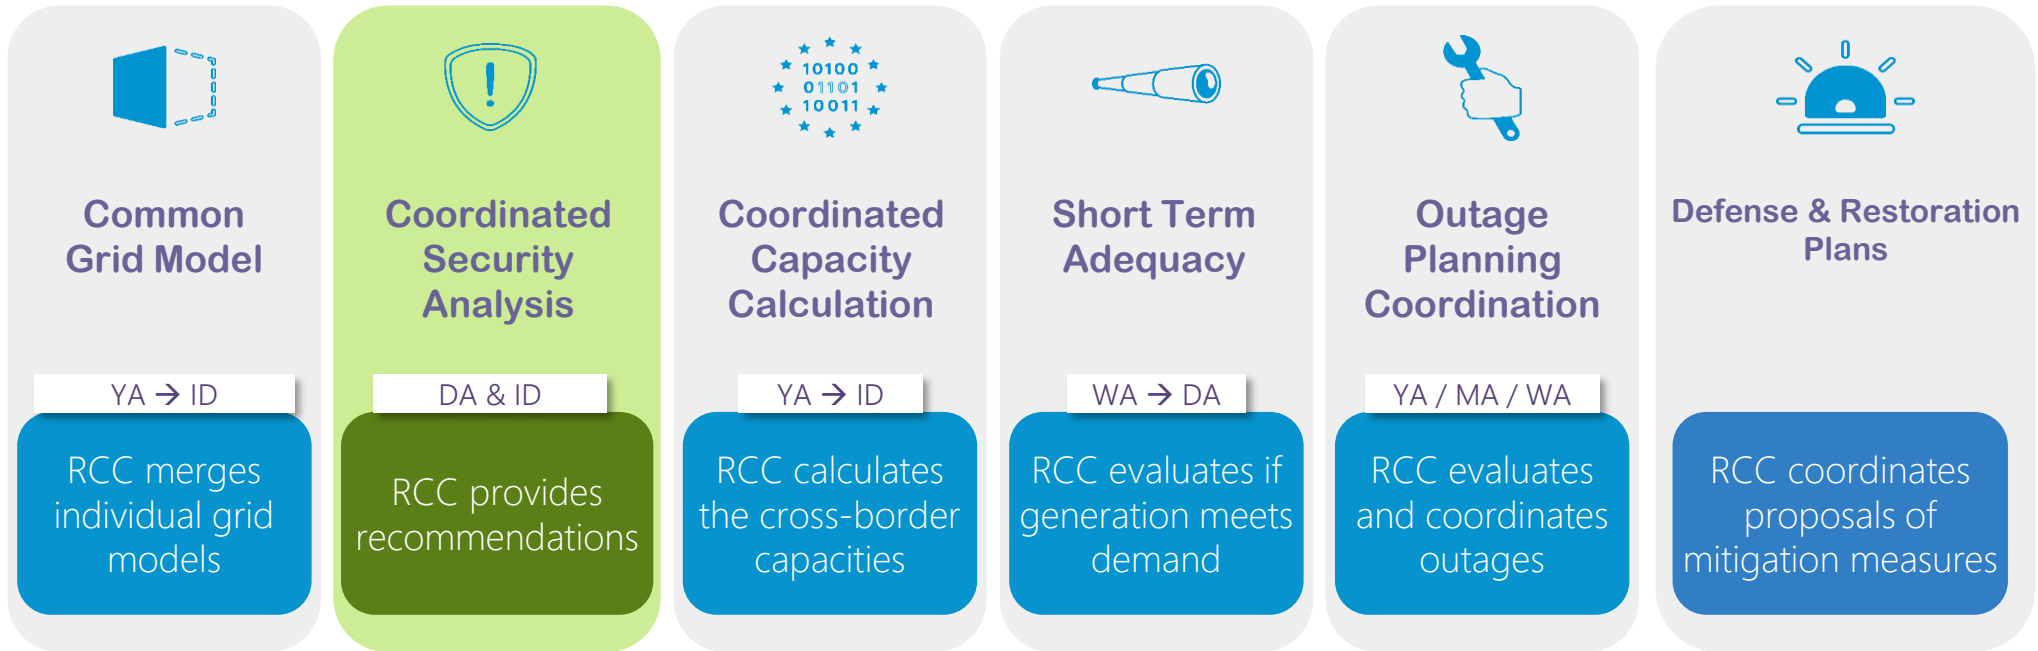 Common
Grid Model
YA → ID
RCC merges
individual grid
models
Coordinated
Security
Analysis
DA & ID
RCC provides
recommendations
10100
01101
10011
Coordinated
Capacity
Calculation
YA → ID
RCC calculates
the cross-border
capacities
Short Term
Adequacy
WA → DA
RCC evaluates if
generation meets
demand
Outage
Planning
Coordination
YA / MA / WA
RCC evaluates
and coordinates
outages
Defense & Restoration
Plans
RCC coordinates
proposals of
mitigation measures